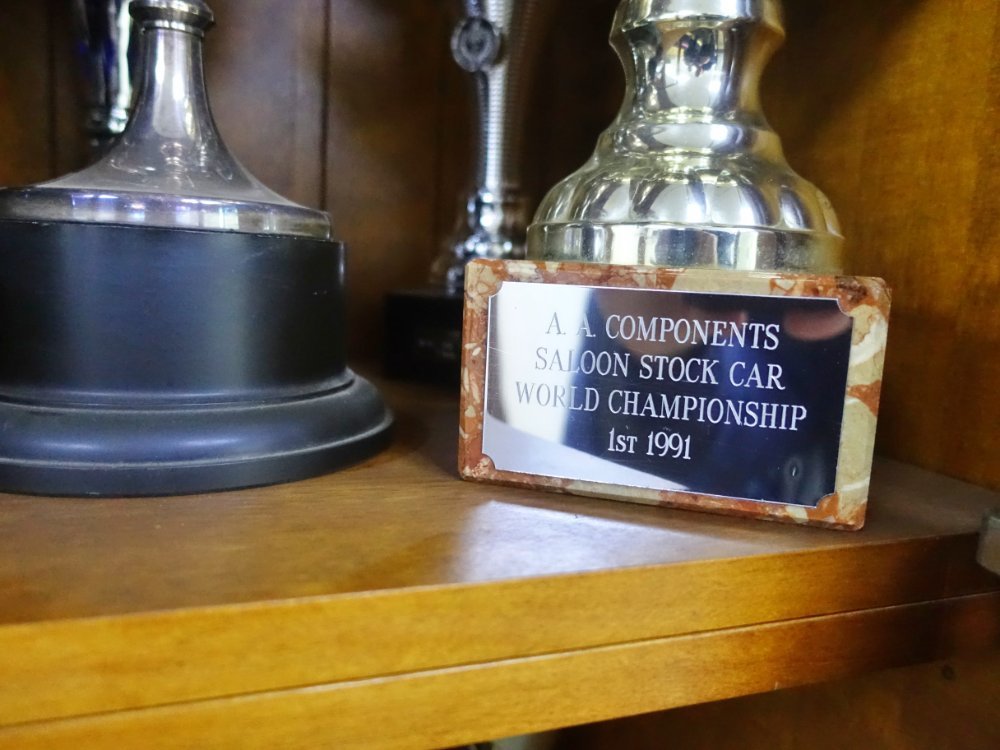 A. A. COMPONENTS
SALOON STOCK CAR
WORLD CHAMPIONSHIP
1ST 1991